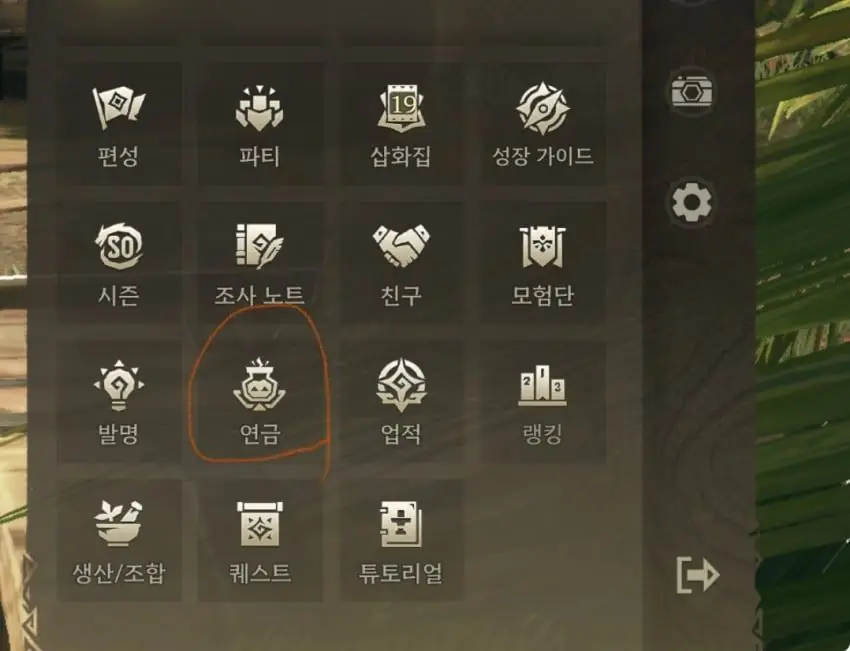 편성
파티
19
삽화집
성장 가이드
SO
시즌
조사 노트
친구
모험단
발명
연금
업적
2 1 3
랭킹
생산/조합
퀘스트
튜토리얼